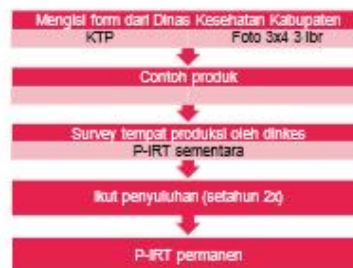 Mengisi form dari Dinas Kesehatan Kabupaten
KTP Foto 3x4 3 lbr
Contoh produk
Survey tempat produksi oleh dinkes
P-IRT sementara
Ikut penyuluhan (setahun 2x)
P-IRT permanen